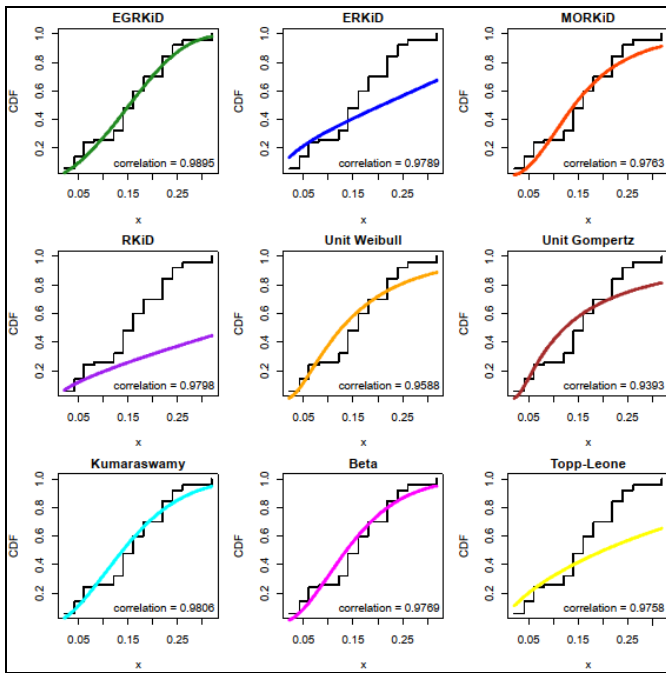 EGRKiD
ERKiD
MORKiD
CDF
0.2 0.4 0.6 0.8 1.0
correlation = 0.9895
0.05 0.15 0.25
x
CDF
0.2 0.4 0.6 0.8 1.0
correlation = 0.9789
0.05 0.15 0.25
x
CDF
0.2 0.4 0.6 0.8 1.0
correlation = 0.9763
0.05 0.15 0.25
x
RKiD
Unit Weibull
Unit Gompertz
CDF
0.2 0.4 0.6 0.8 1.0
correlation = 0.9798
0.05 0.15 0.25
x
CDF
0.2 0.4 0.6 0.8 1.0
correlation = 0.9588
0.05 0.15 0.25
x
CDF
0.2 0.4 0.6 0.8 1.0
correlation = 0.9393
0.05 0.15 0.25
x
Kumaraswamy
Beta
Topp-Leone
CDF
0.2 0.4 0.6 0.8 1.0
correlation = 0.9806
0.05 0.15 0.25
x
CDF
0.2 0.4 0.6 0.8 1.0
correlation = 0.9769
0.05 0.15 0.25
x
CDF
0.2 0.4 0.6 0.8 1.0
correlation = 0.9758
0.05 0.15 0.25
x